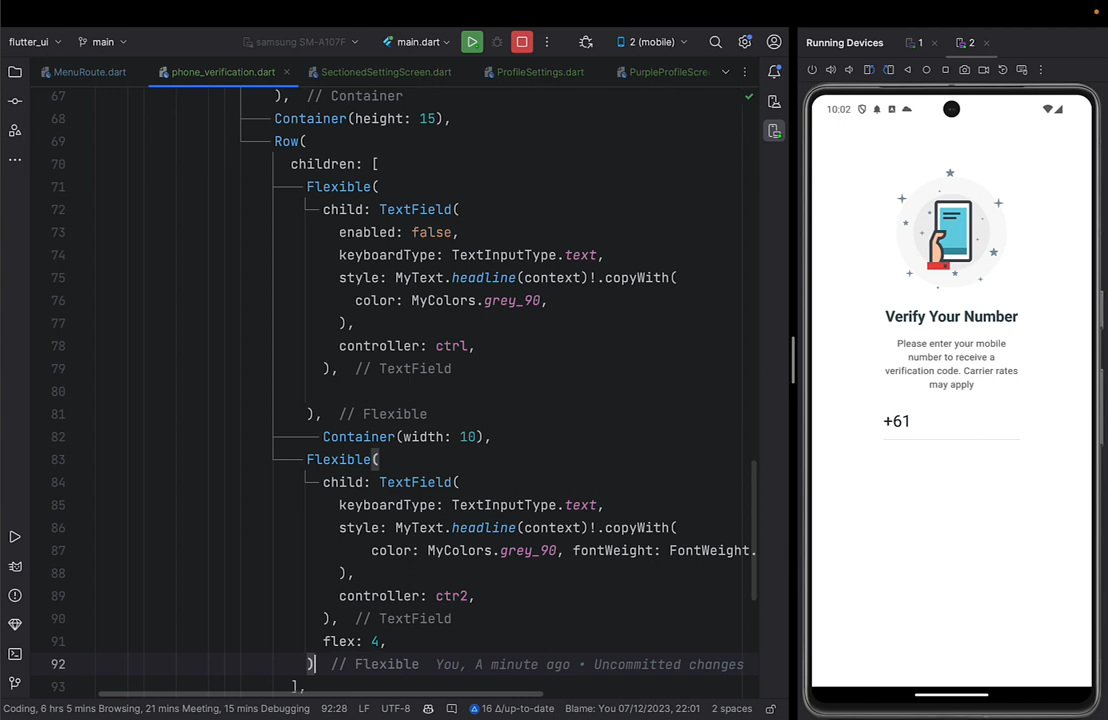 flutter_ui
main
samsung SM-A107F
main.dart
2 (mobile)
Running Devices
1
2
MenuRoute.dart
phone_verification.dart
SectionedSettingScreen.dart
ProfileSettings.dart
PurpleProfileScree
67 ), // Container
68 Container(height: 15),
69 Row(
70 children: [
71 Flexible(
72 child: TextField(
73 enabled: false,
74 keyboardType: TextInputType.text,
75 style: MyText.headline(context)!.copyWith(
76 color: MyColors.grey_90,
77 ),
78 controller: ctrl,
79 ), // TextField
80
81 ), // Flexible
82 Container(width: 10),
83 Flexible(
84 child: TextField(
85 keyboardType: TextInputType.text,
86 style: MyText.headline(context)!.copyWith(
87 color: MyColors.grey_90, fontWeight: FontWeight.
88 ),
89 controller: ctr2,
90 ), // TextField
91 flex: 4,
92 ) // Flexible You, A minute ago • Uncommitted changes
93 ],
10:02
Verify Your Number
Please enter your mobile
number to receive a
verification code. Carrier rates
may apply
+61
Coding, 6 hrs 5 mins Browsing, 21 mins Meeting, 15 mins Debugging
92:28
LF
UTF-8
16 Δ/up-to-date
Blame: You 07/12/2023, 22:01
2 spaces